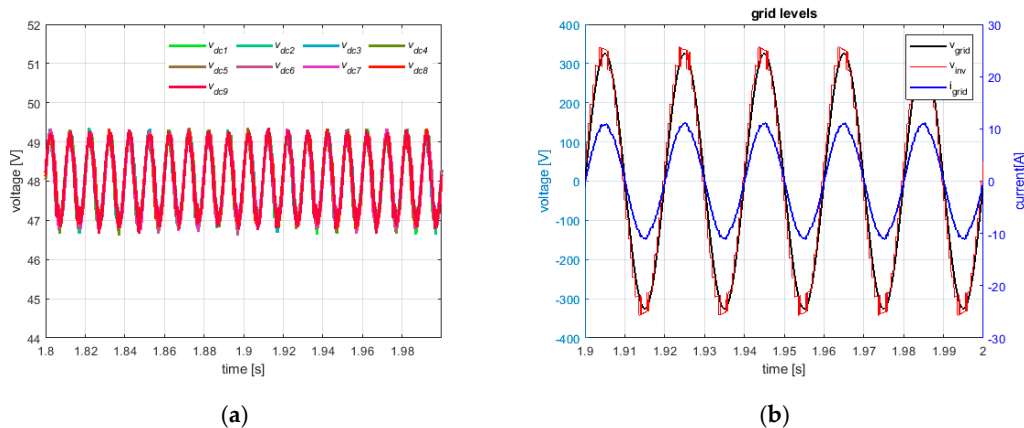 52
51
50
49
48
47
46
45
44
voltage [V]
v_dc1 v_dc2 v_dc3 v_dc4
v_dc5 v_dc6 v_dc7 v_dc8
v_dc9
1.8 1.82 1.84 1.86 1.88 1.9 1.92 1.94 1.96 1.98
time [s]
(a)
grid levels
400
300
200
100
0
-100
-200
-300
-400
voltage [V]
v_grid
v_inv
i_grid
30
20
10
0
-10
-20
-30
current[A]
1.9 1.91 1.92 1.93 1.94 1.95 1.96 1.97 1.98 1.99 2
time [s]
(b)